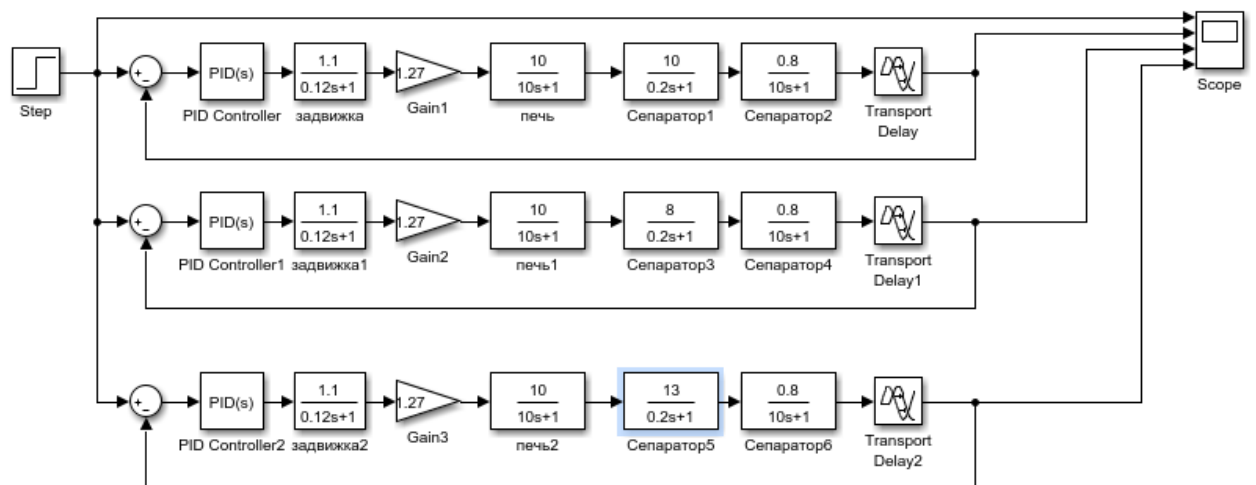 Step
+
_
PID(s)
PID Controller
1.1
0.12s+1
задвижка
1.27
Gain1
10
10s+1
печь
10
0.2s+1
Сепаратор1
0.8
10s+1
Сепаратор2
Transport
Delay
Scope
+
_
PID(s)
PID Controller1
1.1
0.12s+1
задвижка1
1.27
Gain2
10
10s+1
печь1
8
0.2s+1
Сепаратор3
0.8
10s+1
Сепаратор4
Transport
Delay1
+
_
PID(s)
PID Controller2
1.1
0.12s+1
задвижка2
1.27
Gain3
10
10s+1
печь2
13
0.2s+1
Сепаратор5
0.8
10s+1
Сепаратор6
Transport
Delay2